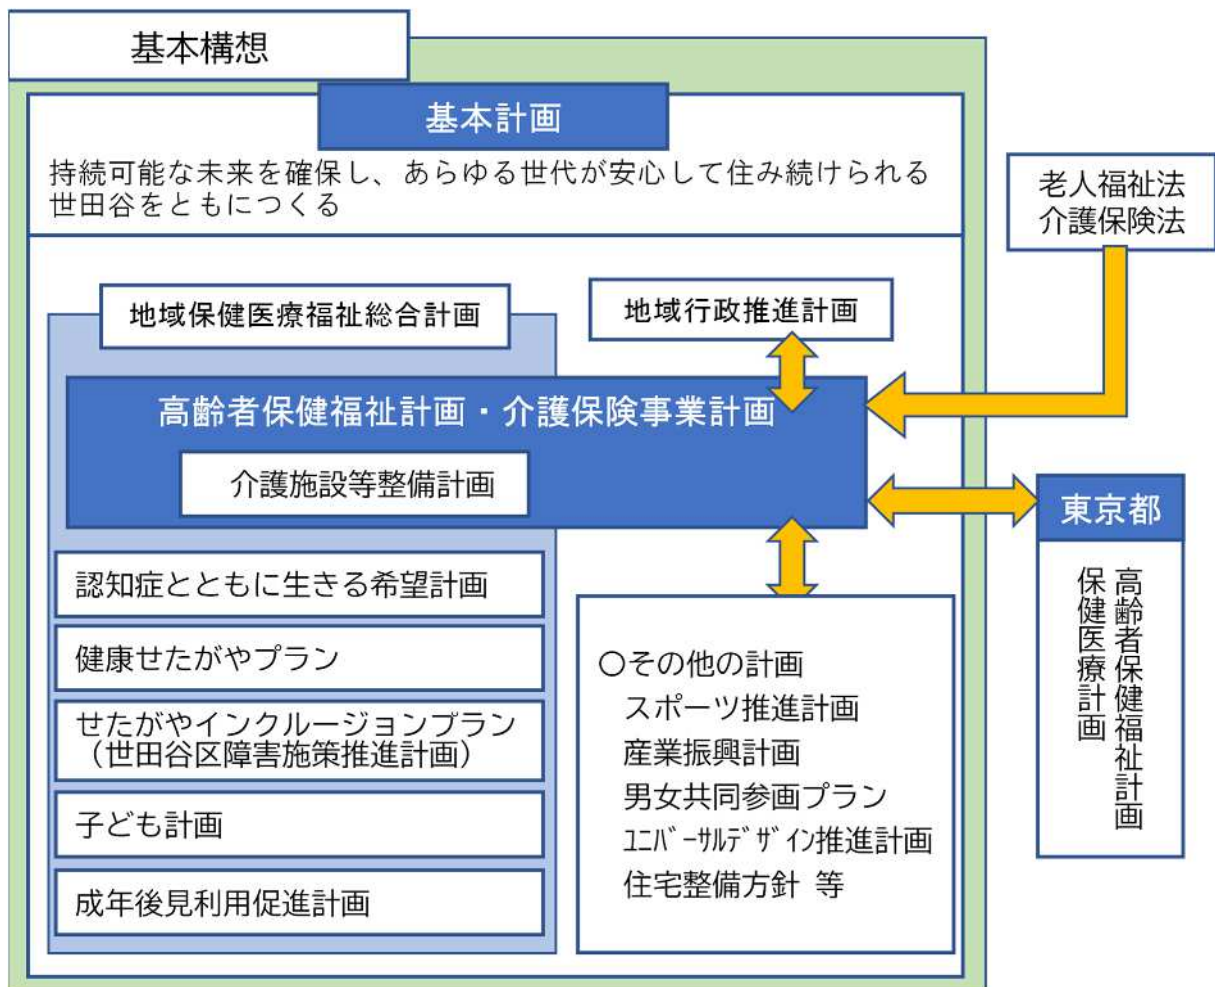 基本構想
基本計画
持続可能な未来を確保し、あらゆる世代が安心して住み続けられる
世田谷をともにつくる
老人福祉法
介護保険法
地域保健医療福祉総合計画
地域行政推進計画
高齢者保健福祉計画・介護保険事業計画
介護施設等整備計画
認知症とともに生きる希望計画
健康せたがやプラン
せたがやインクルージョンプラン
（世田谷区障害施策推進計画）
子ども計画
成年後見利用促進計画
〇その他の計画
スポーツ推進計画
産業振興計画
男女共同参画プラン
ﾕﾆﾊﾞｰｻﾙﾃﾞｻﾞｲﾝ推進計画
住宅整備方針 等
東京都
高齢者保健福祉計画
保健医療計画